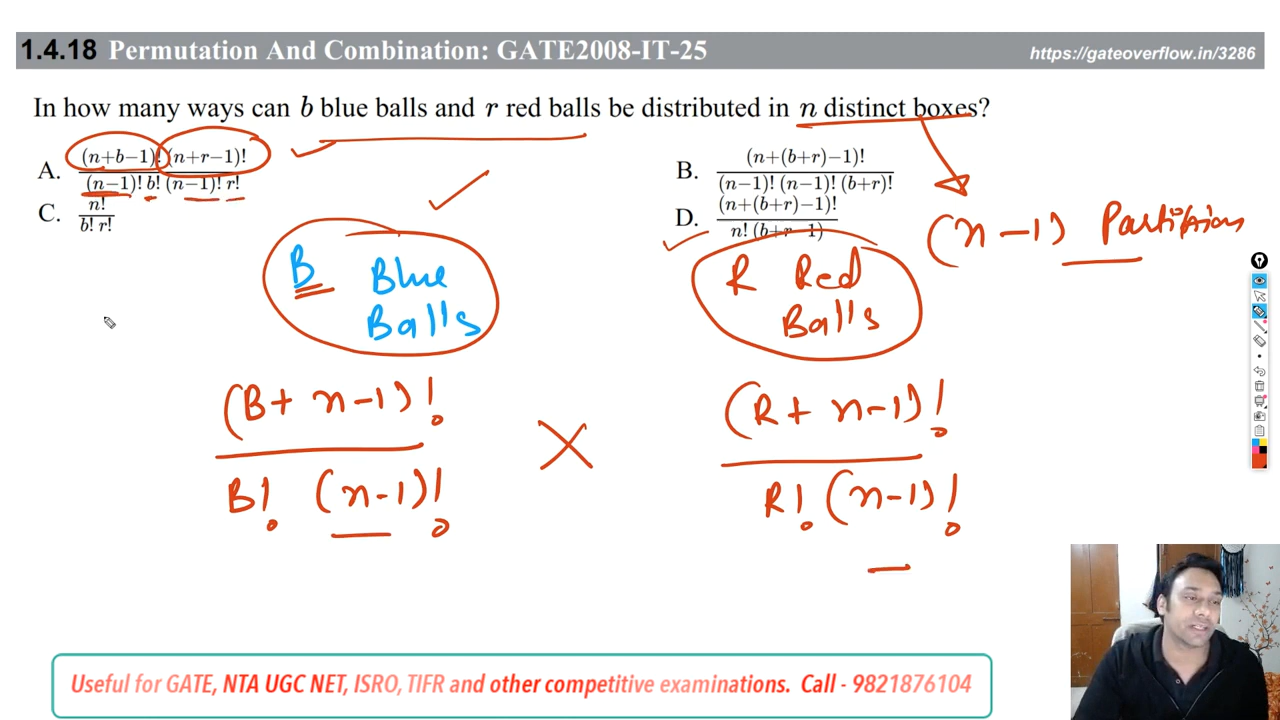 1.4.18 Permutation And Combination: GATE2008-IT-25 https://gateoverflow.in/3286
In how many ways can b blue balls and r red balls be distributed in n distinct boxes?
A. (n+b−1)! (n+r−1)! / (n−1)! b! (n−1)! r!
B. (n+(b+r)−1)! / (n−1)! (n−1)! (b+r)!
C. n! / b! r!
D. (n+(b+r)−1)! / n! (b+r−1)
(n-1) Partitions
B Blue
Balls
R Red
Balls
(B+ n-1)! / B! (n-1)! × (R+ n-1)! / R! (n-1)!
Useful for GATE, NTA UGC NET, ISRO, TIFR and other competitive examinations. Call - 9821876104